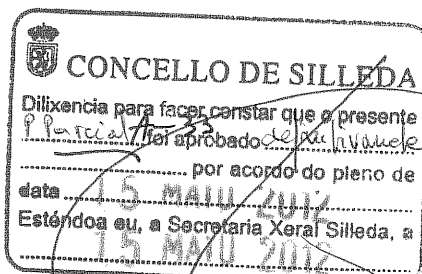 CONCELLO DE SILLEDA
Dilixencia para facer constar que o presente
P Parcial A-33 foi aprobado definitivamente
por acordo do pleno de
data 15 MAIO 2012
Esténdoa eu, a Secretaria Xeral Silleda, a
15 MAIO 2012